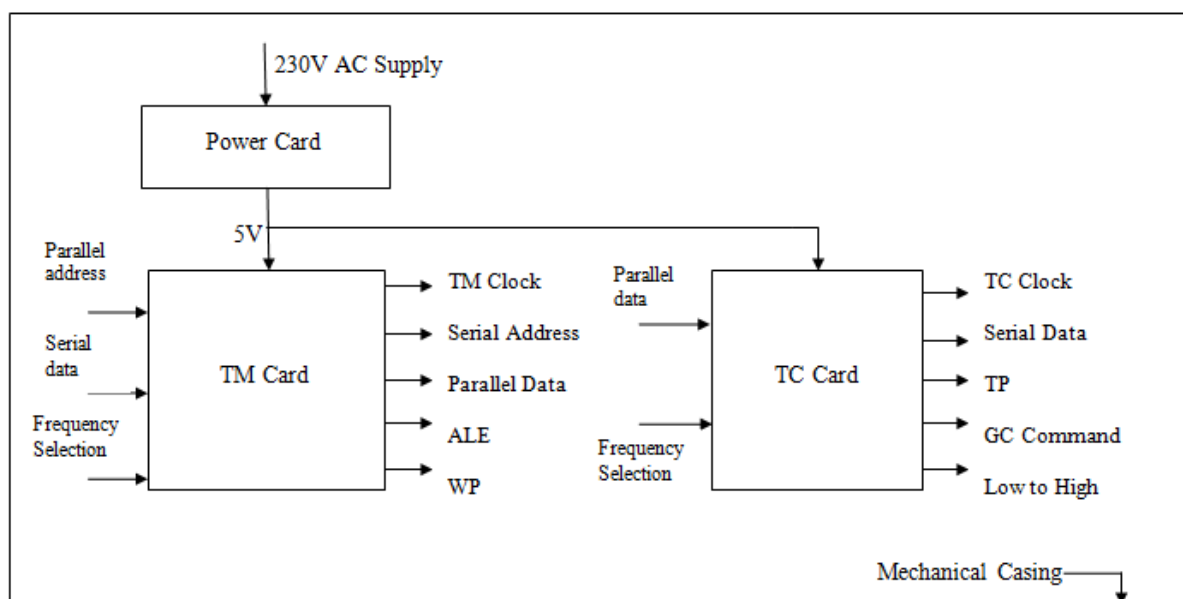 230V AC Supply
Power Card
5V
Parallel
address
Serial
data
Frequency
Selection
TM Card
TM Clock
Serial Address
Parallel Data
ALE
WP
Parallel
data
Frequency
Selection
TC Card
TC Clock
Serial Data
TP
GC Command
Low to High
Mechanical Casing